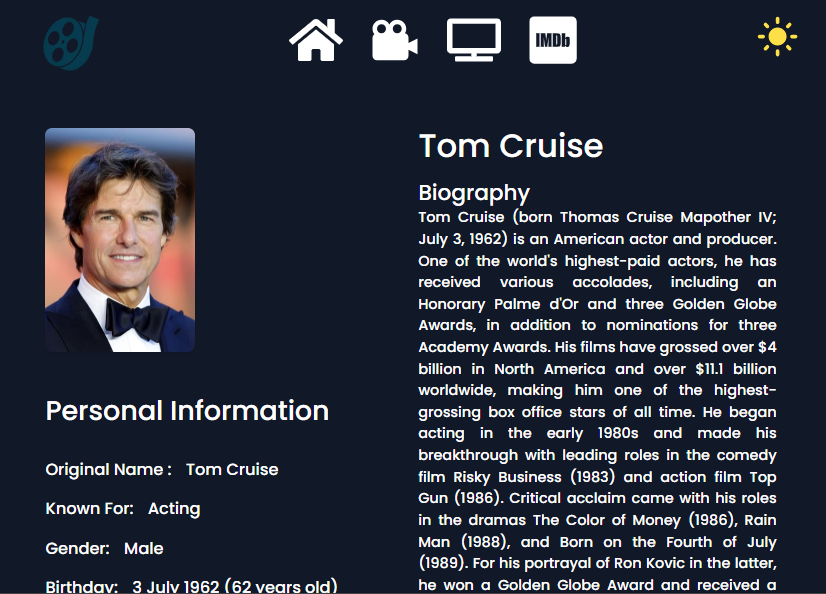 IMDb
Tom Cruise
Biography
Tom Cruise (born Thomas Cruise Mapother IV;
July 3, 1962) is an American actor and producer.
One of the world's highest-paid actors, he has
received various accolades, including an
Honorary Palme d'Or and three Golden Globe
Awards, in addition to nominations for three
Academy Awards. His films have grossed over $4
billion in North America and over $11.1 billion
worldwide, making him one of the highest-
grossing box office stars of all time. He began
acting in the early 1980s and made his
breakthrough with leading roles in the comedy
film Risky Business (1983) and action film Top
Gun (1986). Critical acclaim came with his roles
in the dramas The Color of Money (1986), Rain
Man (1988), and Born on the Fourth of July
(1989). For his portrayal of Ron Kovic in the latter,
he won a Golden Globe Award and received a
Personal Information
Original Name : Tom Cruise
Known For: Acting
Gender: Male
Birthday: 3 July 1962 (62 years old)